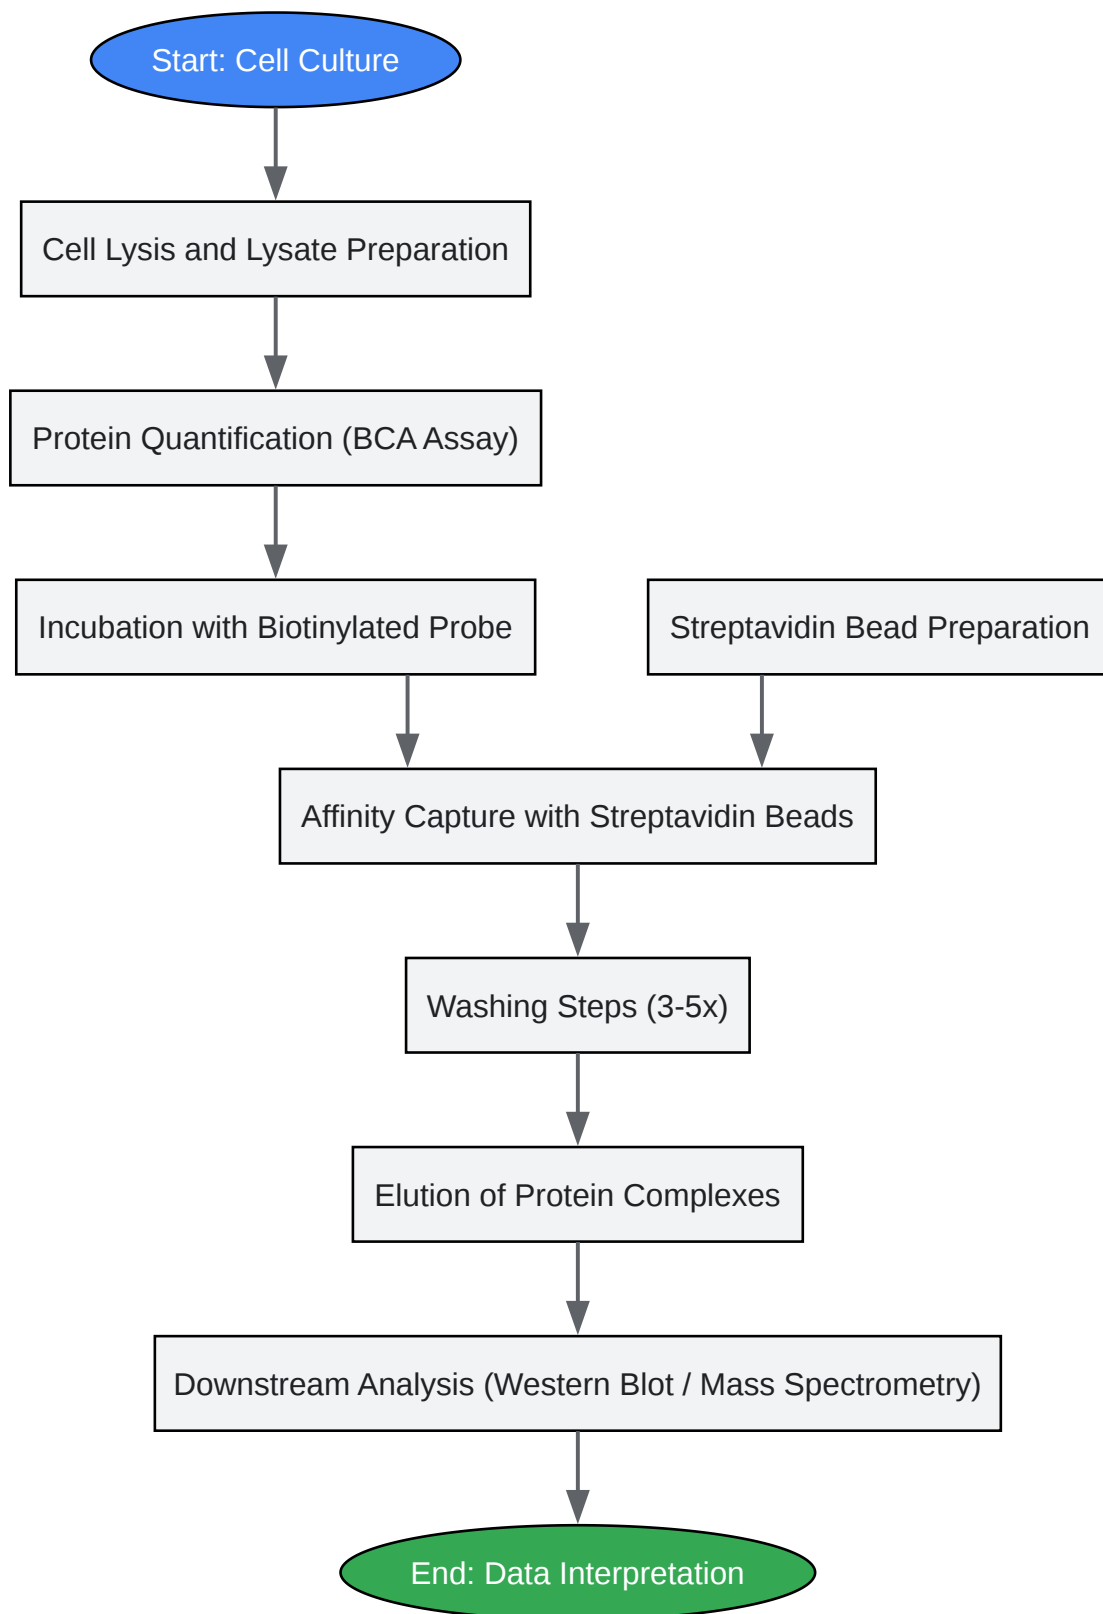 Start: Cell Culture
Cell Lysis and Lysate Preparation
Protein Quantification (BCA Assay)
Incubation with Biotinylated Probe
Streptavidin Bead Preparation
Affinity Capture with Streptavidin Beads
Washing Steps (3-5x)
Elution of Protein Complexes
Downstream Analysis (Western Blot / Mass Spectrometry)
End: Data Interpretation